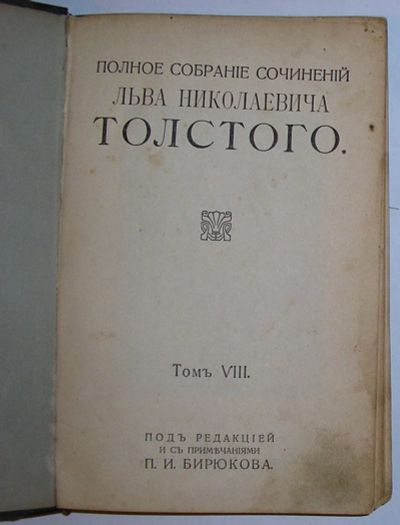 ПОЛНОЕ СОБРАНІЕ СОЧИНЕНІЙ
ЛЬВА НИКОЛАЕВИЧА
ТОЛСТОГО.
Томъ VIII.
ПОДЪ РЕДАКЦІЕЙ
И СЪ ПРИМѢЧАНІЯМИ
П. И. БИРЮКОВА.